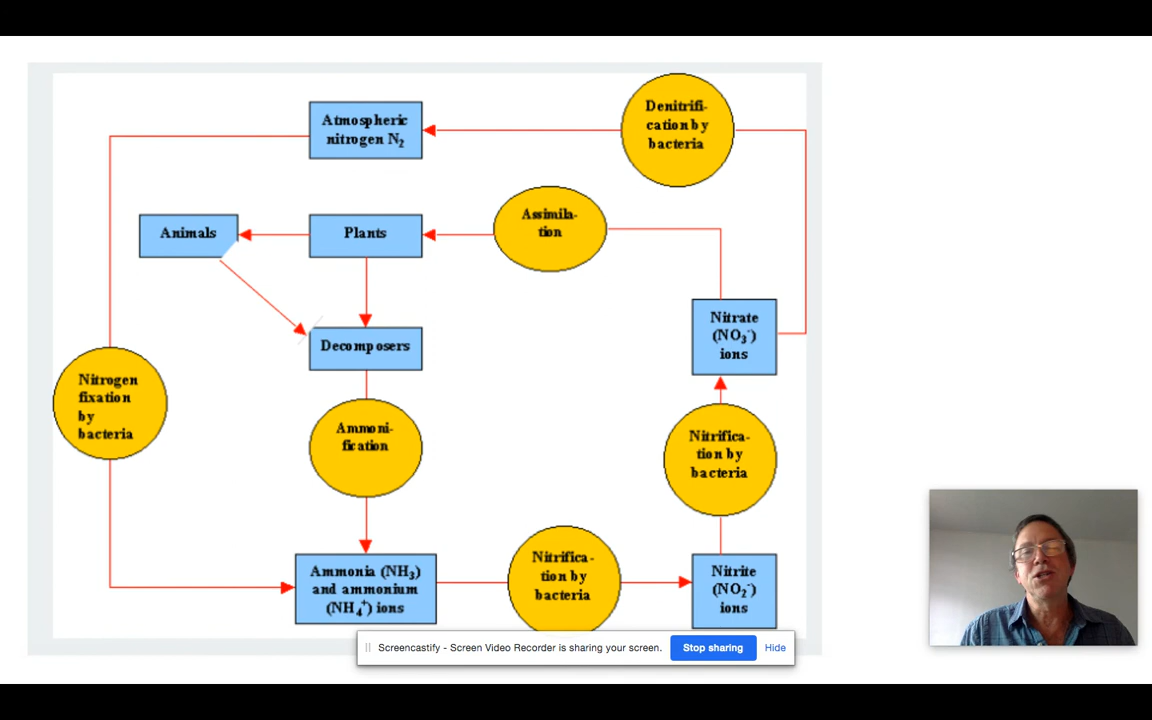 Atmospheric
nitrogen N₂
Denitrifi-
cation by
bacteria
Animals
Plants
Assimila-
tion
Nitrate
(NO₃⁻)
ions
Decomposers
Nitrogen
fixation
by
bacteria
Ammoni-
fication
Nitrifica-
tion by
bacteria
Ammonia (NH₃)
and ammonium
(NH₄⁺) ions
Nitrifica-
tion by
bacteria
Nitrite
(NO₂⁻)
ions
Screencastify - Screen Video Recorder is sharing your screen.
Stop sharing
Hide